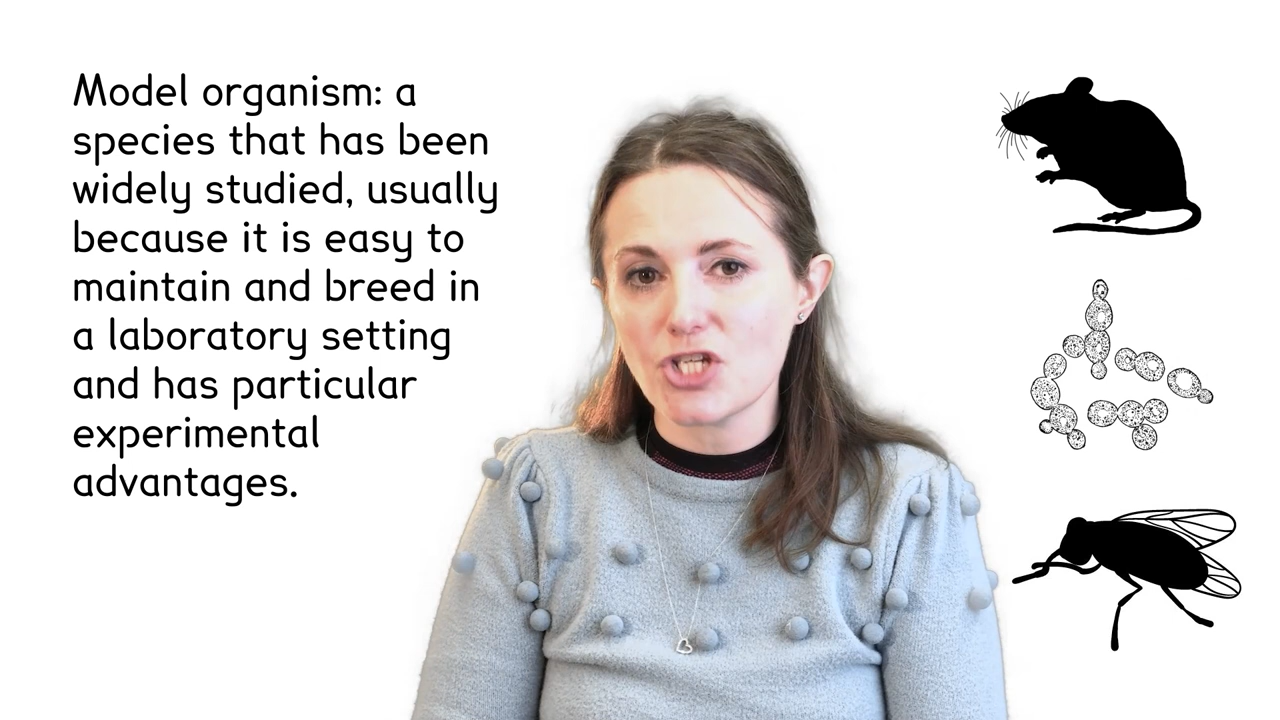 Model organism: a
species that has been
widely studied, usually
because it is easy to
maintain and breed in
a laboratory setting
and has particular
experimental
advantages.